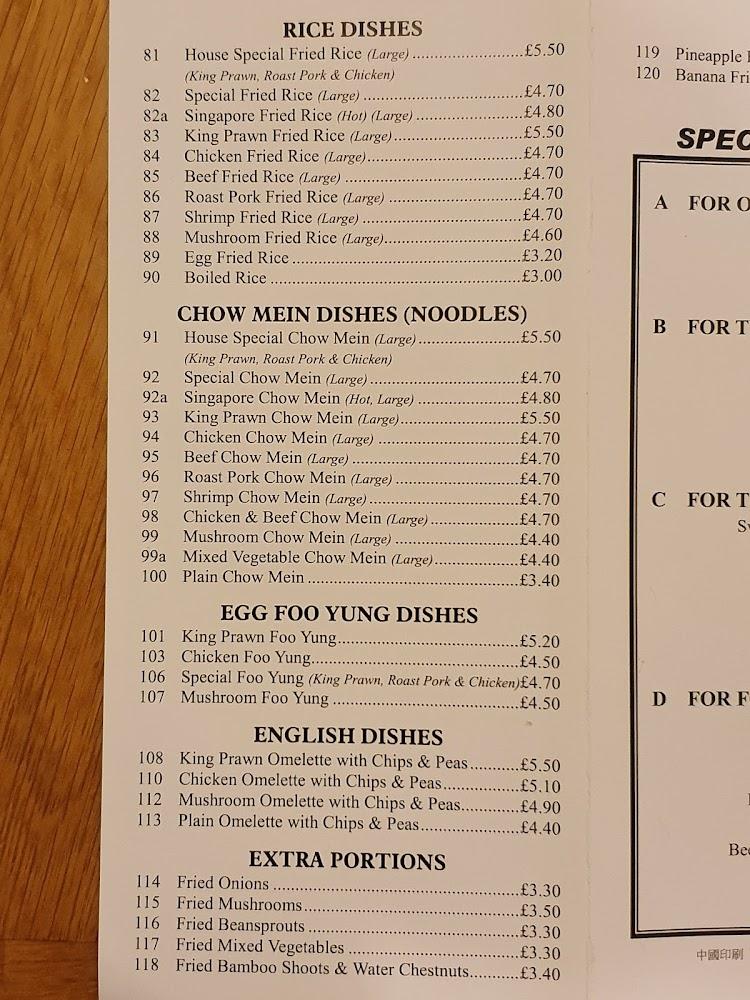 RICE DISHES
81 House Special Fried Rice (Large) ........................£5.50
(King Prawn, Roast Pork & Chicken)
82 Special Fried Rice (Large) ...................................£4.70
82a Singapore Fried Rice (Hot) (Large) ........................£4.80
83 King Prawn Fried Rice (Large)............................£5.50
84 Chicken Fried Rice (Large)..................................£4.70
85 Beef Fried Rice (Large) .......................................£4.70
86 Roast Pork Fried Rice (Large) .............................£4.70
87 Shrimp Fried Rice (Large)....................................£4.70
88 Mushroom Fried Rice (Large)..............................£4.60
89 Egg Fried Rice ...................................................£3.20
90 Boiled Rice ........................................................£3.00
CHOW MEIN DISHES (NOODLES)
91 House Special Chow Mein (Large) ......................£5.50
(King Prawn, Roast Pork & Chicken)
92 Special Chow Mein (Large) .................................£4.70
92a Singapore Chow Mein (Hot, Large) ......................£4.80
93 King Prawn Chow Mein (Large)..........................£5.50
94 Chicken Chow Mein (Large) ...............................£4.70
95 Beef Chow Mein (Large) .....................................£4.70
96 Roast Pork Chow Mein (Large) ...........................£4.70
97 Shrimp Chow Mein (Large) .................................£4.70
98 Chicken & Beef Chow Mein (Large) ....................£4.70
99 Mushroom Chow Mein (Large) ...........................£4.40
99a Mixed Vegetable Chow Mein (Large)...................£4.40
100 Plain Chow Mein ...............................................£3.40
EGG FOO YUNG DISHES
101 King Prawn Foo Yung........................................£5.20
103 Chicken Foo Yung..............................................£4.50
106 Special Foo Yung (King Prawn, Roast Pork & Chicken)£4.70
107 Mushroom Foo Yung .........................................£4.50
ENGLISH DISHES
108 King Prawn Omelette with Chips & Peas...........£5.50
110 Chicken Omelette with Chips & Peas.................£5.10
112 Mushroom Omelette with Chips & Peas.............£4.90
113 Plain Omelette with Chips & Peas......................£4.40
EXTRA PORTIONS
114 Fried Onions ......................................................£3.30
115 Fried Mushrooms...............................................£3.50
116 Fried Beansprouts ..............................................£3.30
117 Fried Mixed Vegetables .....................................£3.30
118 Fried Bamboo Shoots & Water Chestnuts...........£3.40
119 Pineapple
120 Banana Fri
SPEC
A FOR O
B FOR T
C FOR T
Sv
D FOR F
Bee
中國印刷